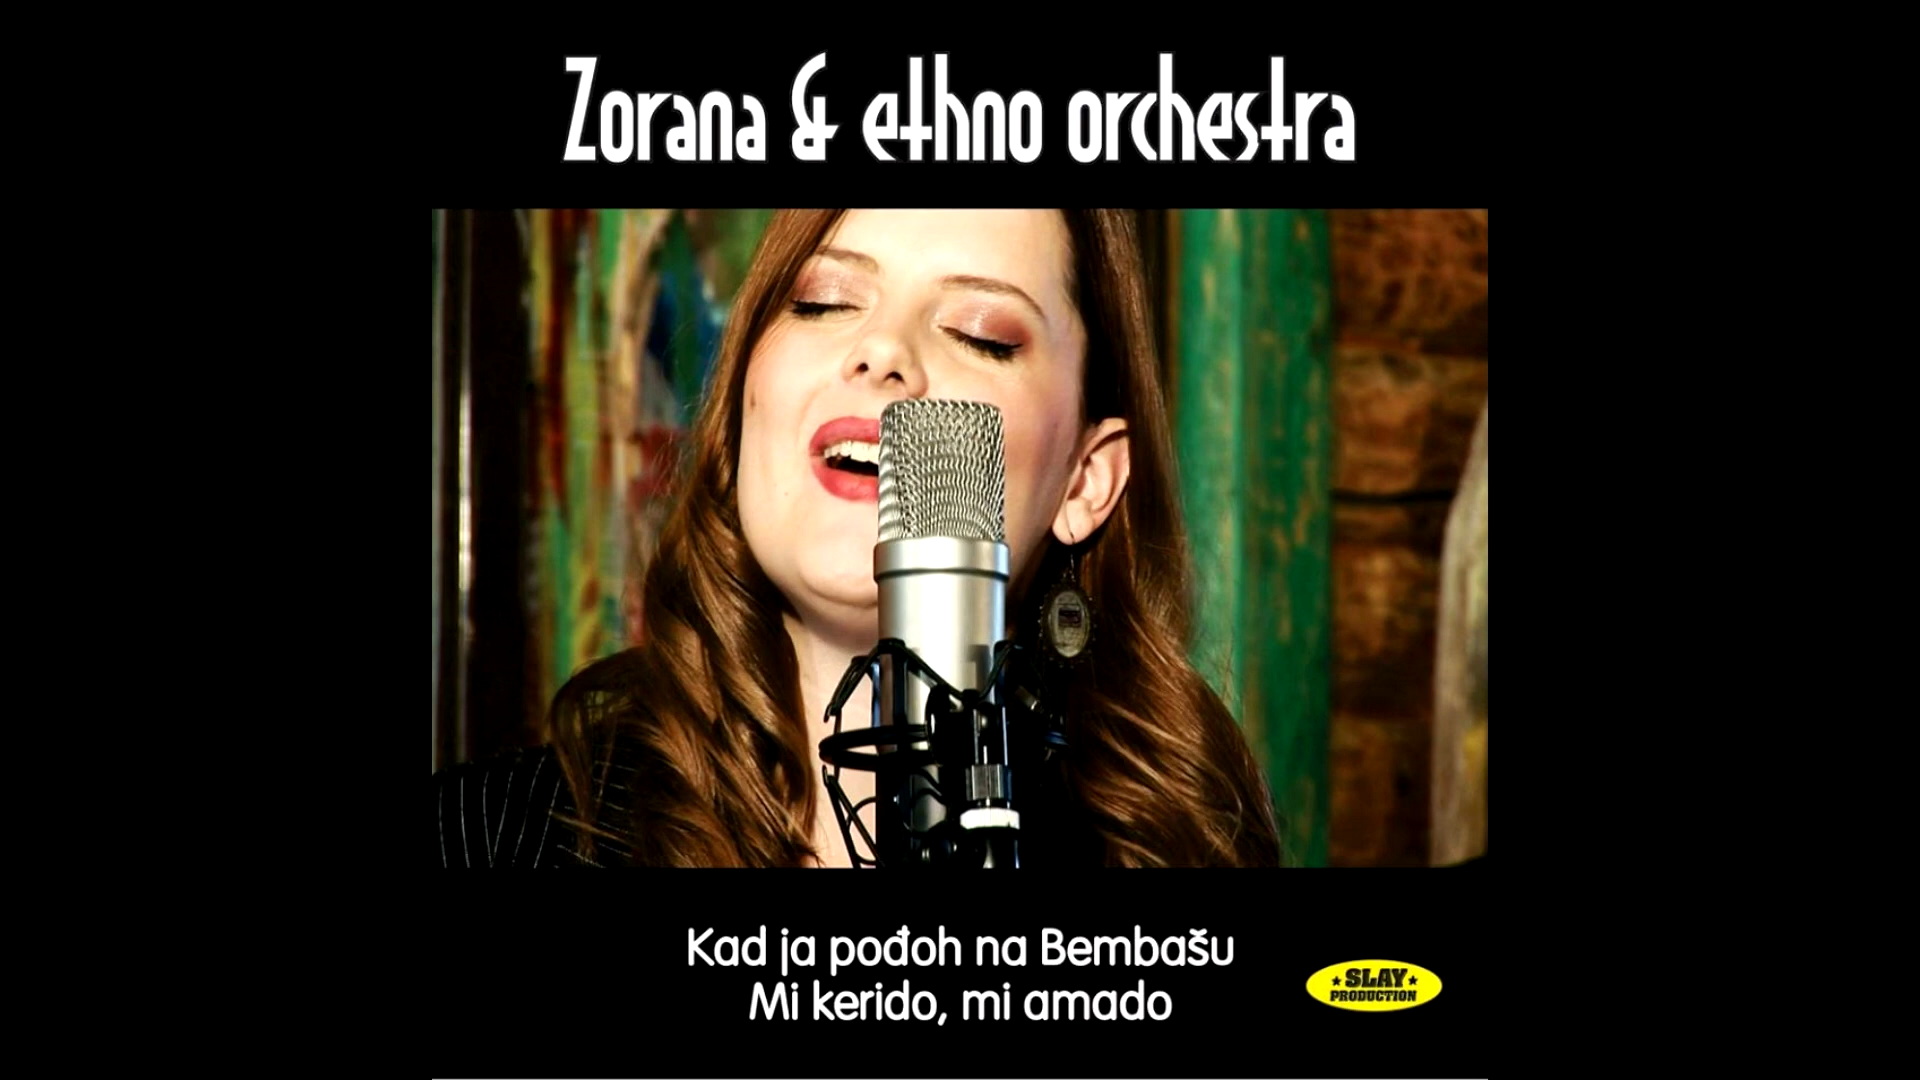 Zorana & ethno orchestra
Kad ja pođoh na Bembašu
Mi kerido, mi amado
SLAY
PRODUCTION